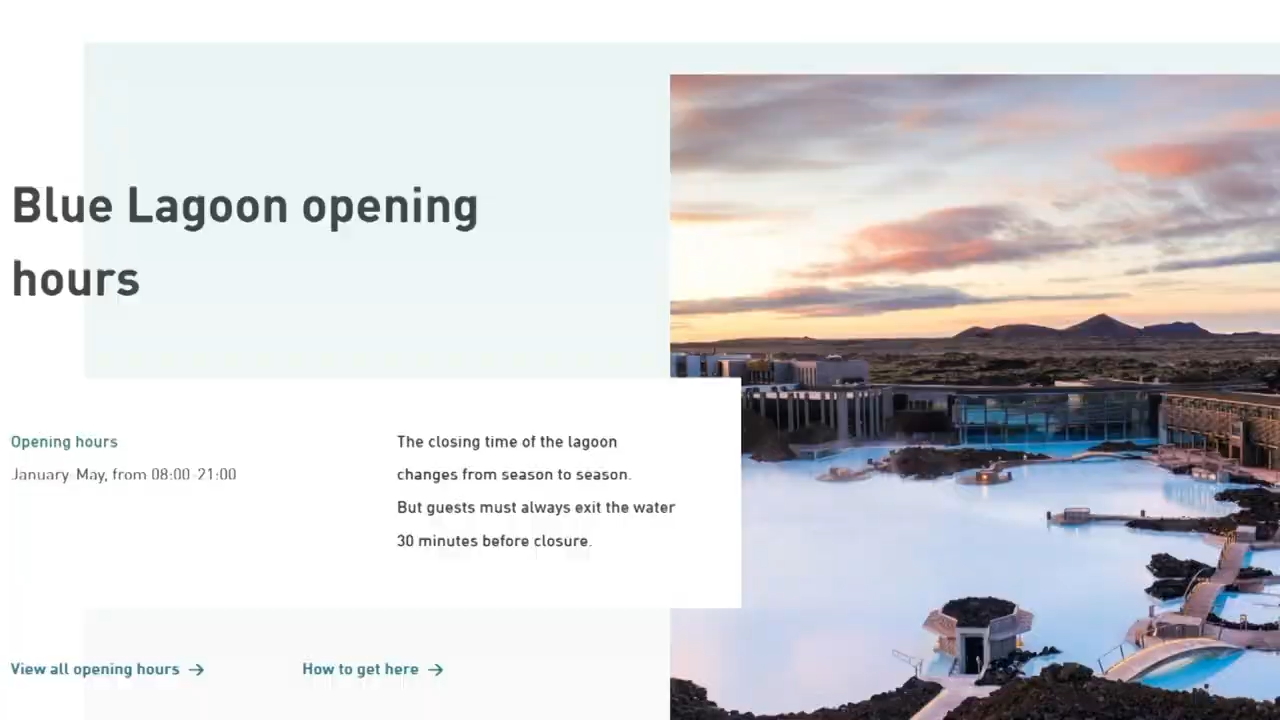 Blue Lagoon opening
hours
Opening hours
January-May, from 08:00-21:00
The closing time of the lagoon
changes from season to season.
But guests must always exit the water
30 minutes before closure.
View all opening hours →
How to get here →